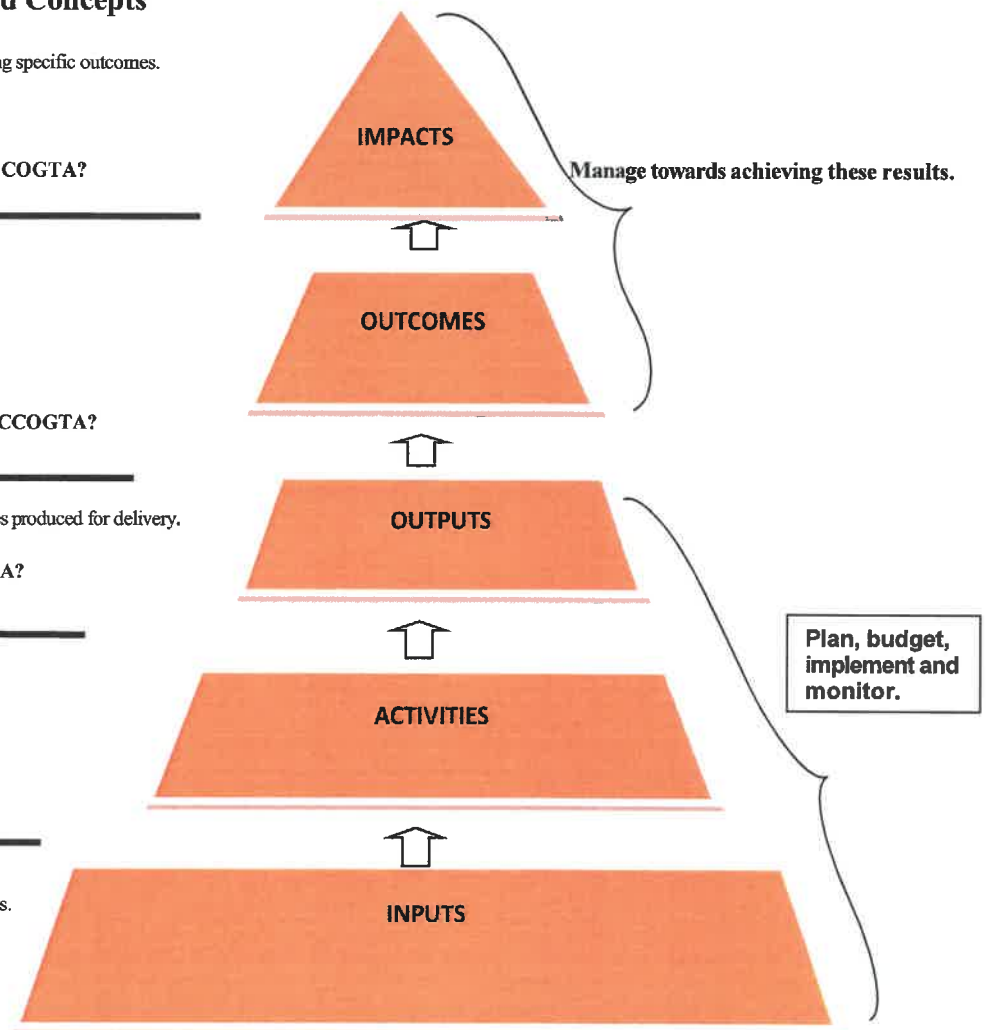 d Concepts
ng specific outcomes.
IMPACTS
COGTA?
Manage towards achieving these results.
OUTCOMES
CCOGTA?
OUTPUTS
s produced for delivery.
A?
Plan, budget,
implement and
monitor.
ACTIVITIES
s.
INPUTS